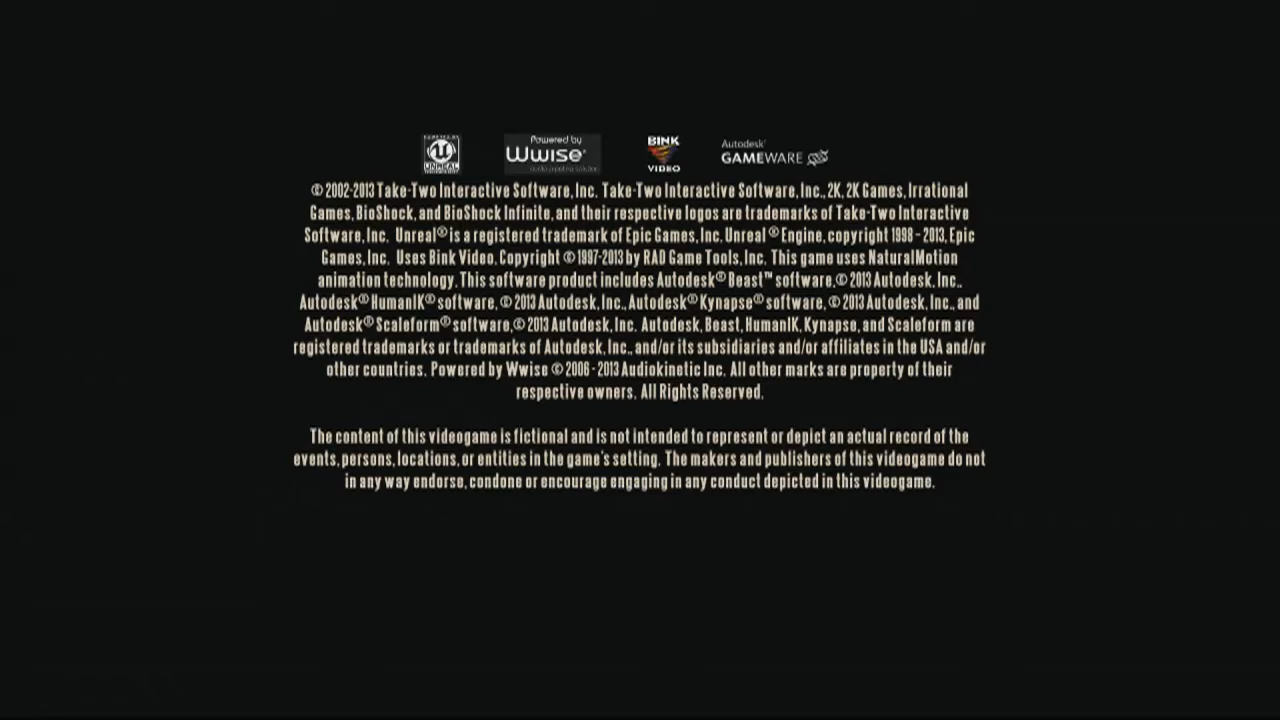 UNREAL
Powered by
Wwise
BINK
VIDEO
Autodesk®
GAMEWARE
© 2002-2013 Take-Two Interactive Software, Inc. Take-Two Interactive Software, Inc., 2K, 2K Games, Irrational
Games, BioShock, and BioShock Infinite, and their respective logos are trademarks of Take-Two Interactive
Software, Inc. Unreal® is a registered trademark of Epic Games, Inc. Unreal ® Engine, copyright 1998 – 2013, Epic
Games, Inc. Uses Bink Video. Copyright © 1997-2013 by RAD Game Tools, Inc. This game uses NaturalMotion
animation technology. This software product includes Autodesk® Beast™ software,© 2013 Autodesk, Inc.,
Autodesk® HumanIK® software, © 2013 Autodesk, Inc., Autodesk® Kynapse® software, © 2013 Autodesk, Inc., and
Autodesk® Scaleform® software,© 2013 Autodesk, Inc. Autodesk, Beast, HumanIK, Kynapse, and Scaleform are
registered trademarks or trademarks of Autodesk, Inc., and/or its subsidiaries and/or affiliates in the USA and/or
other countries. Powered by Wwise © 2006 - 2013 Audiokinetic Inc. All other marks are property of their
respective owners. All Rights Reserved.
The content of this videogame is fictional and is not intended to represent or depict an actual record of the
events, persons, locations, or entities in the game's setting. The makers and publishers of this videogame do not
in any way endorse, condone or encourage engaging in any conduct depicted in this videogame.